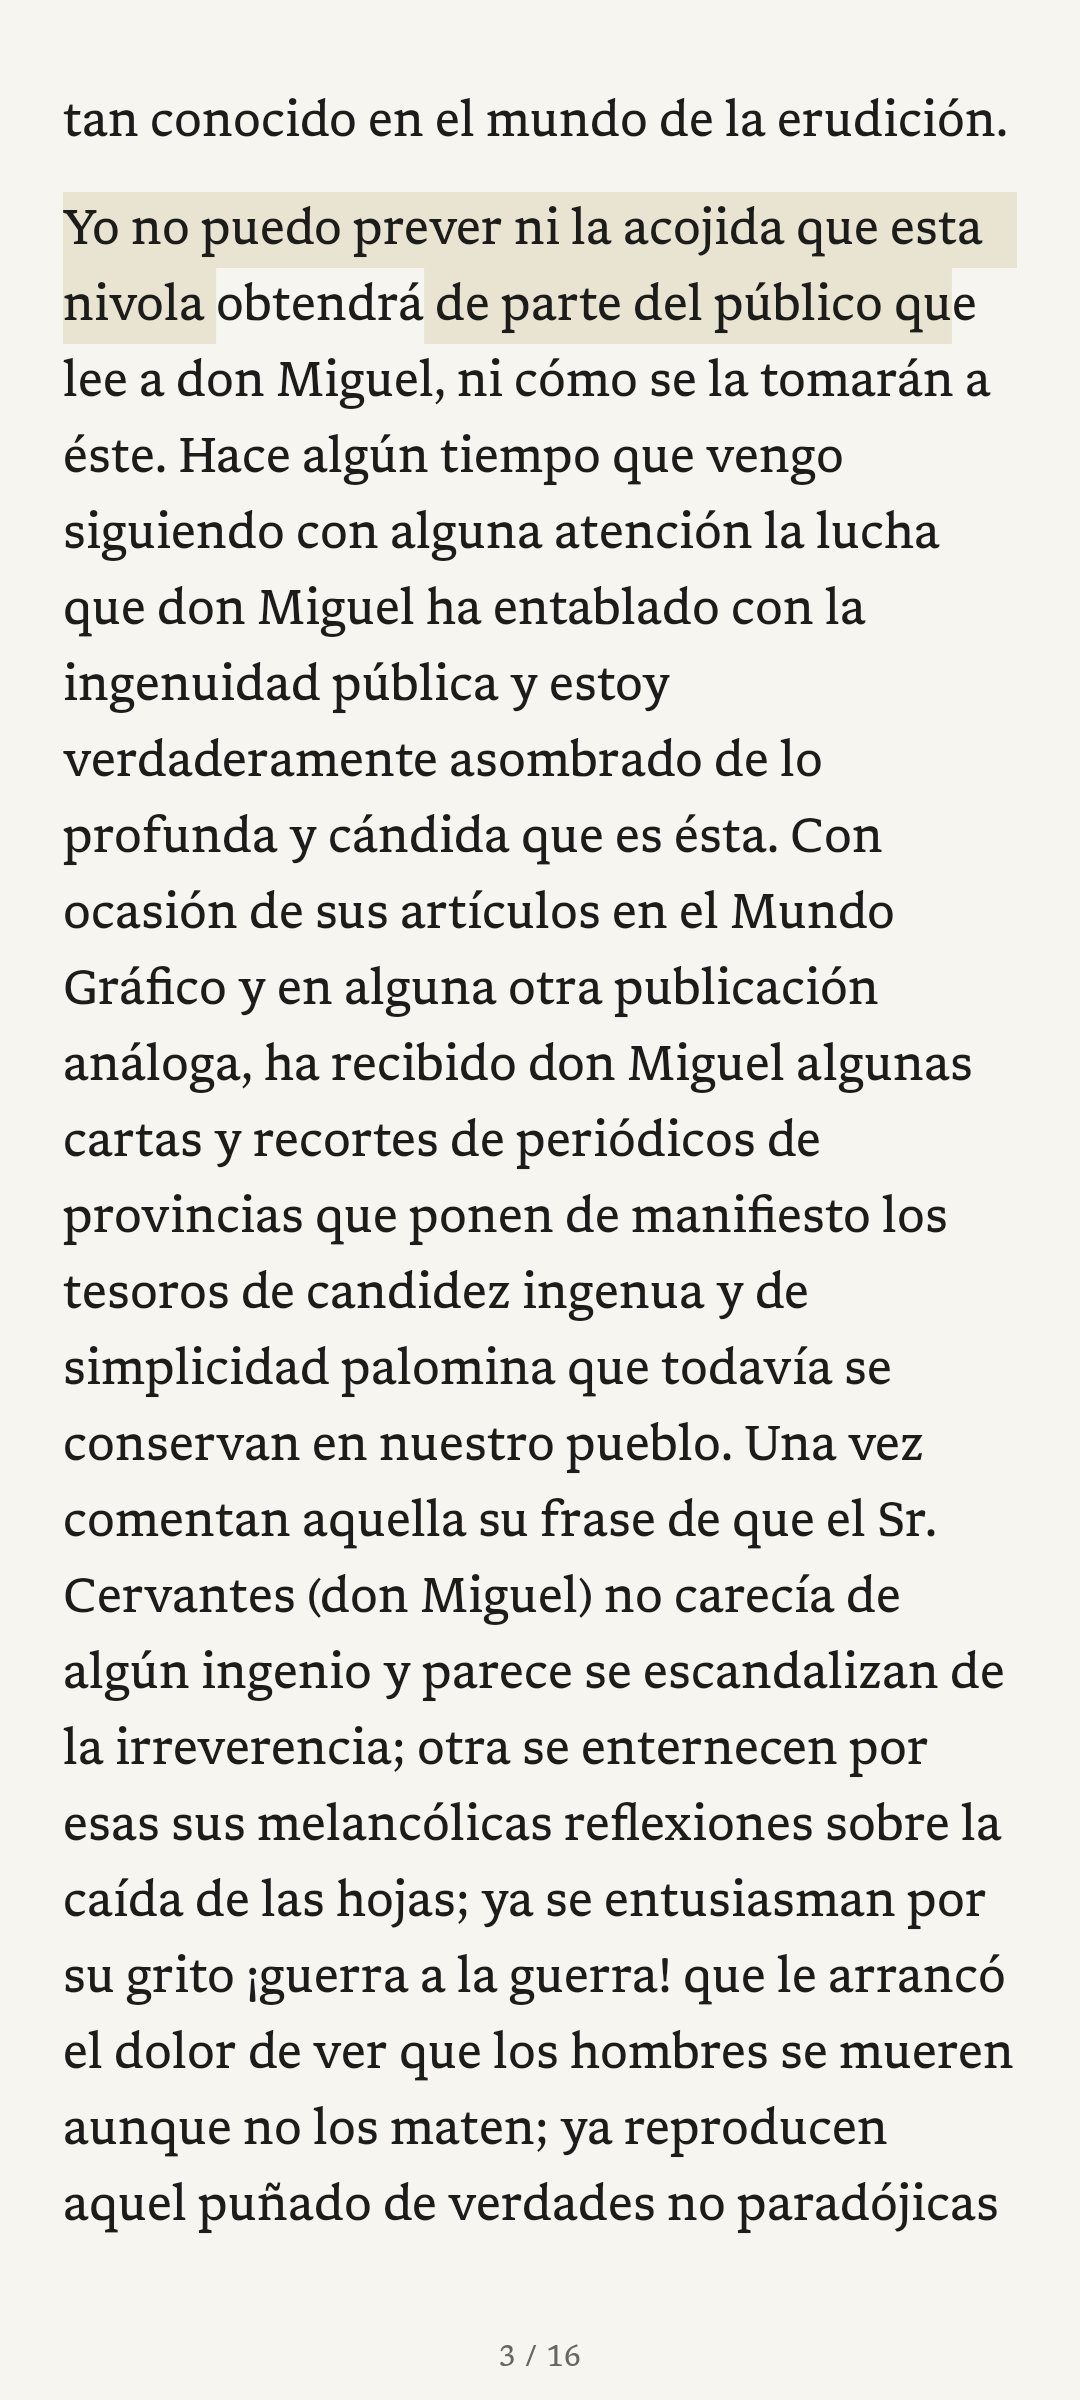 tan conocido en el mundo de la erudición.
Yo no puedo prever ni la acojida que esta
nivola obtendrá de parte del público que
lee a don Miguel, ni cómo se la tomarán a
éste. Hace algún tiempo que vengo
siguiendo con alguna atención la lucha
que don Miguel ha entablado con la
ingenuidad pública y estoy
verdaderamente asombrado de lo
profunda y cándida que es ésta. Con
ocasión de sus artículos en el Mundo
Gráfico y en alguna otra publicación
análoga, ha recibido don Miguel algunas
cartas y recortes de periódicos de
provincias que ponen de manifiesto los
tesoros de candidez ingenua y de
simplicidad palomina que todavía se
conservan en nuestro pueblo. Una vez
comentan aquella su frase de que el Sr.
Cervantes (don Miguel) no carecía de
algún ingenio y parece se escandalizan de
la irreverencia; otra se enternecen por
esas sus melancólicas reflexiones sobre la
caída de las hojas; ya se entusiasman por
su grito ¡guerra a la guerra! que le arrancó
el dolor de ver que los hombres se mueren
aunque no los maten; ya reproducen
aquel puñado de verdades no paradójicas
3 / 16